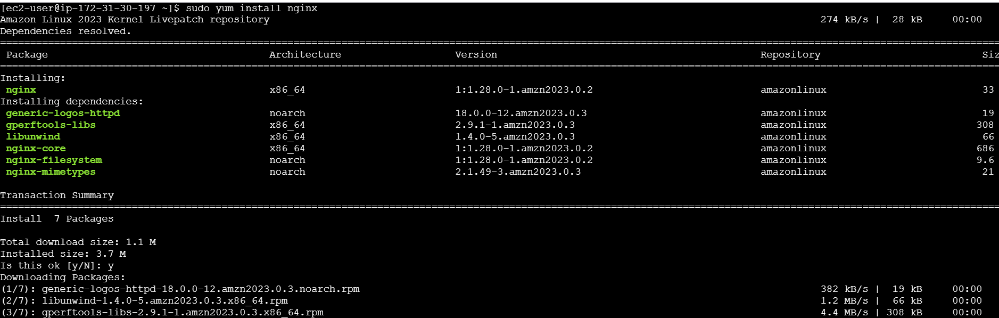 [ec2-user@ip-172-31-30-197 ~]$ sudo yum install nginx
Amazon Linux 2023 Kernel Livepatch repository 274 kB/s | 28 kB 00:00
Dependencies resolved.
================================================================================
Package Architecture Version Repository Siz
================================================================================
Installing:
nginx x86_64 1:1.28.0-1.amzn2023.0.2 amazonlinux 33
Installing dependencies:
generic-logos-httpd noarch 18.0.0-12.amzn2023.0.3 amazonlinux 19
gperftools-libs x86_64 2.9.1-1.amzn2023.0.3 amazonlinux 308
libunwind x86_64 1.4.0-5.amzn2023.0.3 amazonlinux 66
nginx-core x86_64 1:1.28.0-1.amzn2023.0.2 amazonlinux 686
nginx-filesystem noarch 1:1.28.0-1.amzn2023.0.2 amazonlinux 9.6
nginx-mimetypes noarch 2.1.49-3.amzn2023.0.3 amazonlinux 21
Transaction Summary
================================================================================
Install 7 Packages
Total download size: 1.1 M
Installed size: 3.7 M
Is this ok [y/N]: y
Downloading Packages:
(1/7): generic-logos-httpd-18.0.0-12.amzn2023.0.3.noarch.rpm 382 kB/s | 19 kB 00:00
(2/7): libunwind-1.4.0-5.amzn2023.0.3.x86_64.rpm 1.2 MB/s | 66 kB 00:00
(3/7): gperftools-libs-2.9.1-1.amzn2023.0.3.x86_64.rpm 4.4 MB/s | 308 kB 00:00